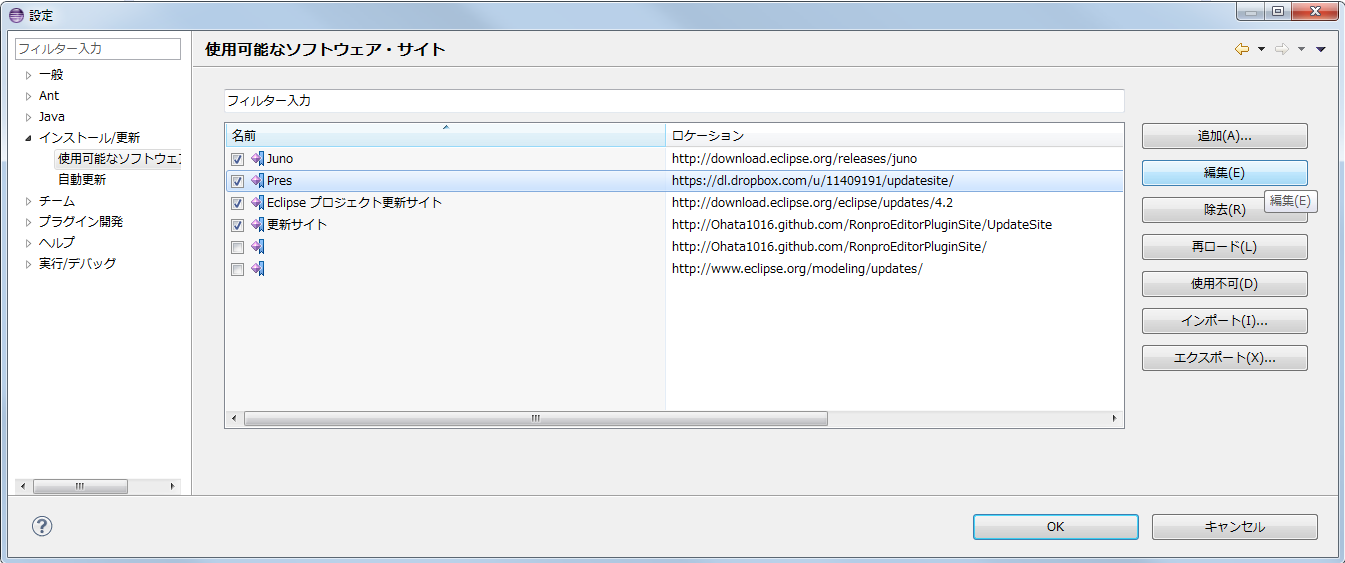 設定
フィルター入力
一般
Ant
Java
インストール/更新
使用可能なソフトウェ
自動更新
チーム
プラグイン開発
ヘルプ
実行/デバッグ
使用可能なソフトウェア・サイト
フィルター入力
名前 ロケーション
Juno http://download.eclipse.org/releases/juno
Pres https://dl.dropbox.com/u/11409191/updatesite/
Eclipse プロジェクト更新サイト http://download.eclipse.org/eclipse/updates/4.2
更新サイト http://Ohata1016.github.com/RonproEditorPluginSite/UpdateSite
http://Ohata1016.github.com/RonproEditorPluginSite/
http://www.eclipse.org/modeling/updates/
追加(A)...
編集(E)
編集(E)
除去(R)
再ロード(L)
使用不可(D)
インポート(I)...
エクスポート(X)...
OK
キャンセル